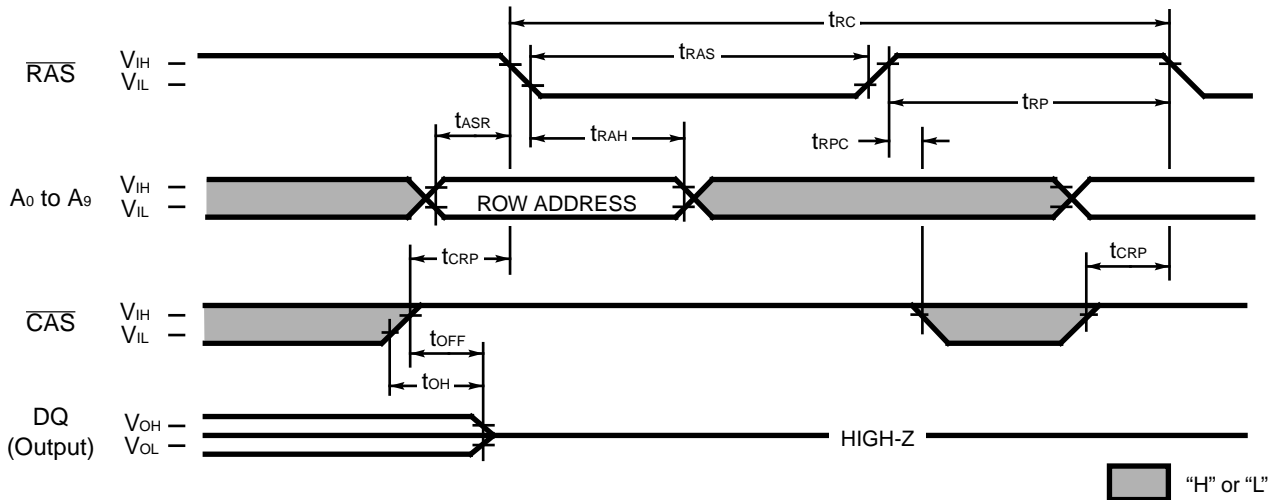 tRC
RAS
VIH
VIL
tRAS
tRP
tASR
tRAH
tRPC
A0 to A9
VIH
VIL
ROW ADDRESS
tCRP
tCRP
CAS
VIH
VIL
tOFF
tOH
DQ
(Output)
VOH
VOL
HIGH-Z
“H” or “L”